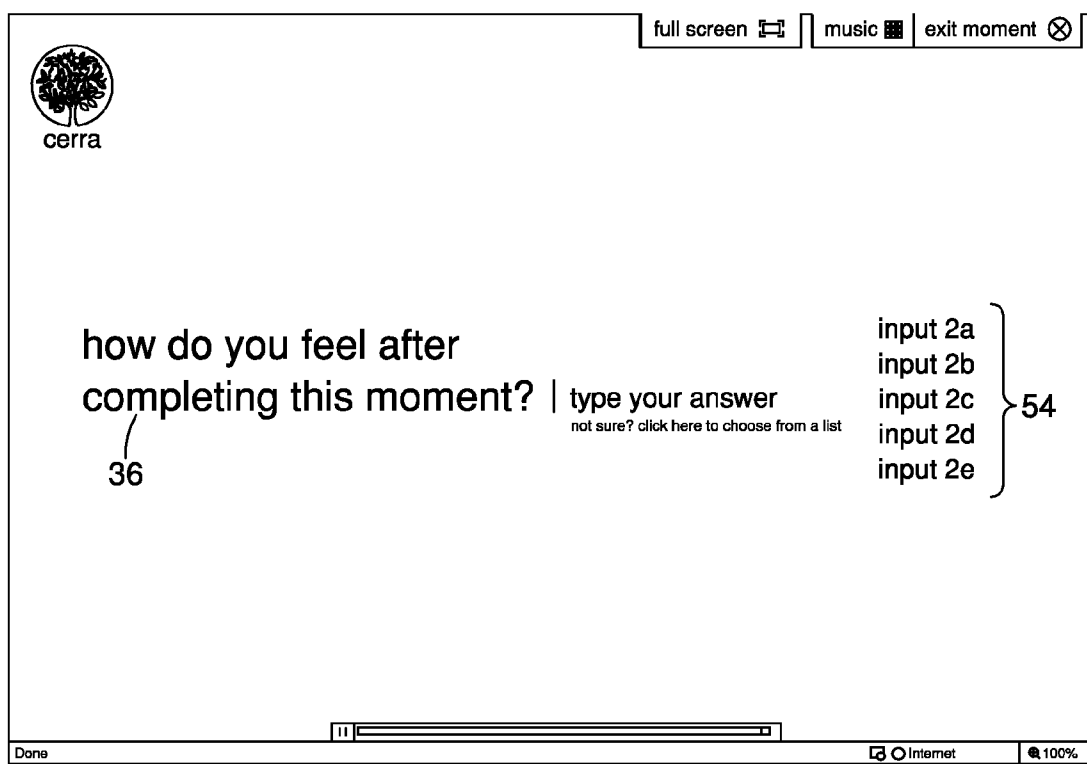 full screen music exit moment
cerra
how do you feel after
completing this moment? | type your answer
not sure? click here to choose from a list
input 2a
input 2b
input 2c
input 2d
input 2e
54
36
Done Internet 100%